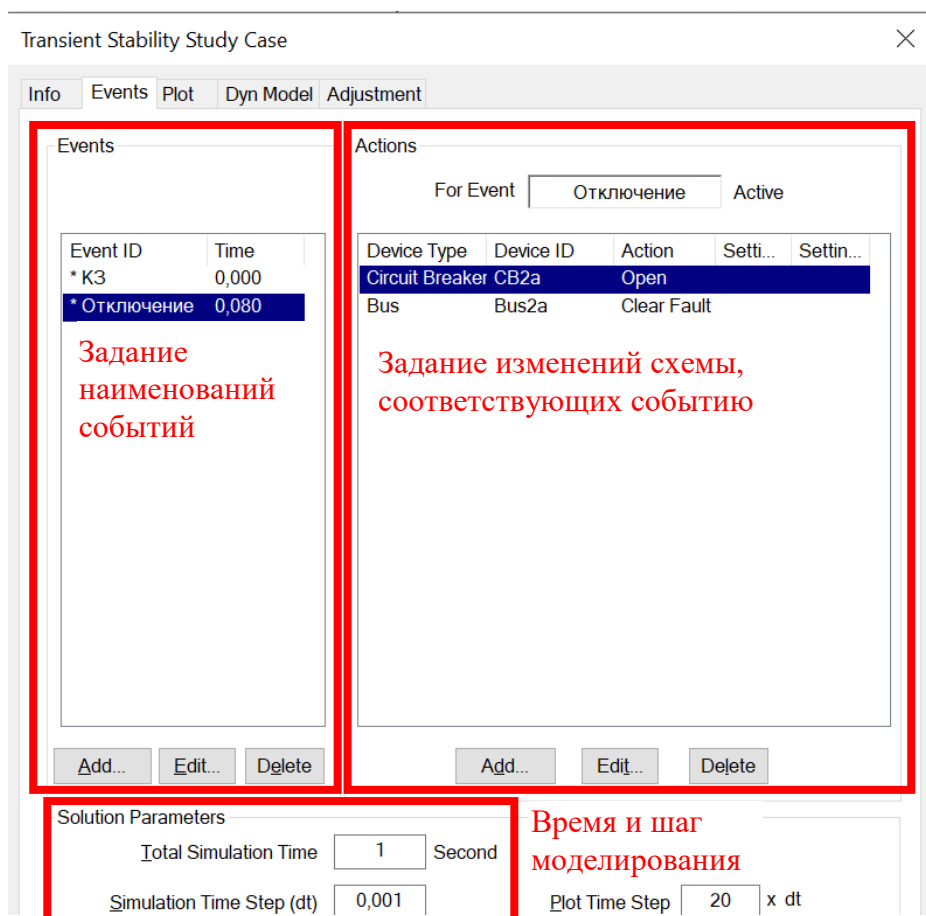 Transient Stability Study Case
Info Events Plot Dyn Model Adjustment
Events
Event ID Time
* КЗ 0,000
* Отключение 0,080
Задание
наименований
событий
Add... Edit... Delete
Actions
For Event Отключение Active
Device Type Device ID Action Setti... Settin...
Circuit Breaker CB2a Open
Bus Bus2a Clear Fault
Задание изменений схемы,
соответствующих событию
Add... Edit... Delete
Solution Parameters
Total Simulation Time 1 Second
Simulation Time Step (dt) 0,001
Время и шаг
моделирования
Plot Time Step 20 x dt